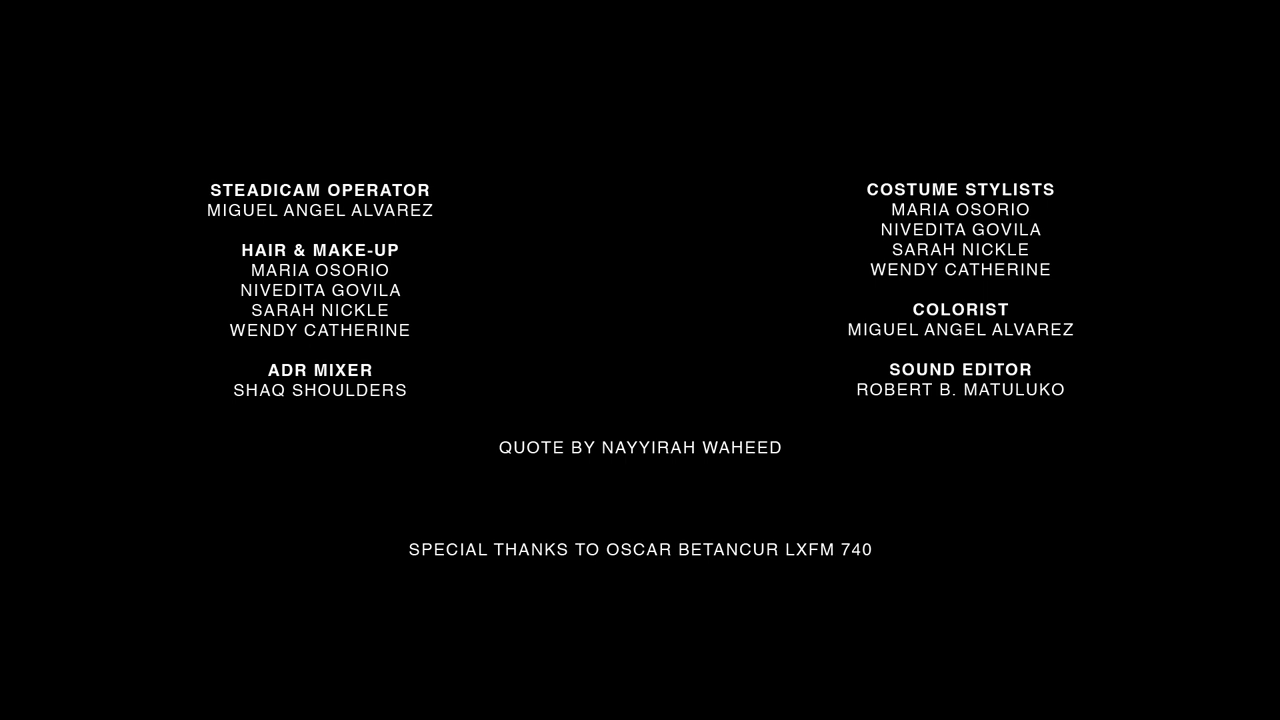 STEADICAM OPERATOR
MIGUEL ANGEL ALVAREZ
HAIR & MAKE-UP
MARIA OSORIO
NIVEDITA GOVILA
SARAH NICKLE
WENDY CATHERINE
ADR MIXER
SHAQ SHOULDERS
COSTUME STYLISTS
MARIA OSORIO
NIVEDITA GOVILA
SARAH NICKLE
WENDY CATHERINE
COLORIST
MIGUEL ANGEL ALVAREZ
SOUND EDITOR
ROBERT B. MATULUKO
QUOTE BY NAYYIRAH WAHEED
SPECIAL THANKS TO OSCAR BETANCUR LXFM 740